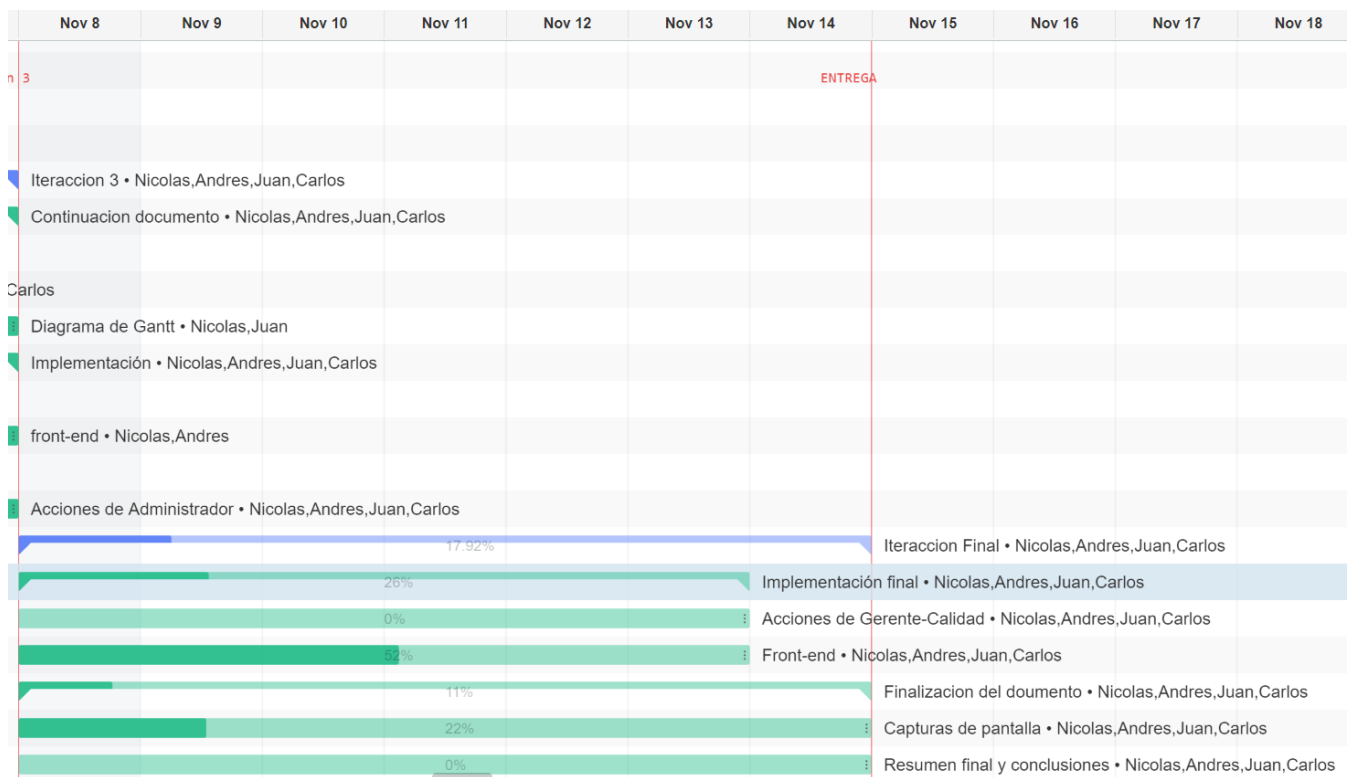 Nov 8 Nov 9 Nov 10 Nov 11 Nov 12 Nov 13 Nov 14 Nov 15 Nov 16 Nov 17 Nov 18
n 3 ENTREGA
Iteraccion 3 • Nicolas,Andres,Juan,Carlos
Continuacion documento • Nicolas,Andres,Juan,Carlos
Carlos
Diagrama de Gantt • Nicolas,Juan
Implementación • Nicolas,Andres,Juan,Carlos
front-end • Nicolas,Andres
Acciones de Administrador • Nicolas,Andres,Juan,Carlos
17.92% Iteraccion Final • Nicolas,Andres,Juan,Carlos
26% Implementación final • Nicolas,Andres,Juan,Carlos
0% Acciones de Gerente-Calidad • Nicolas,Andres,Juan,Carlos
52% Front-end • Nicolas,Andres,Juan,Carlos
11% Finalizacion del doumento • Nicolas,Andres,Juan,Carlos
22% Capturas de pantalla • Nicolas,Andres,Juan,Carlos
0% Resumen final y conclusiones • Nicolas,Andres,Juan,Carlos